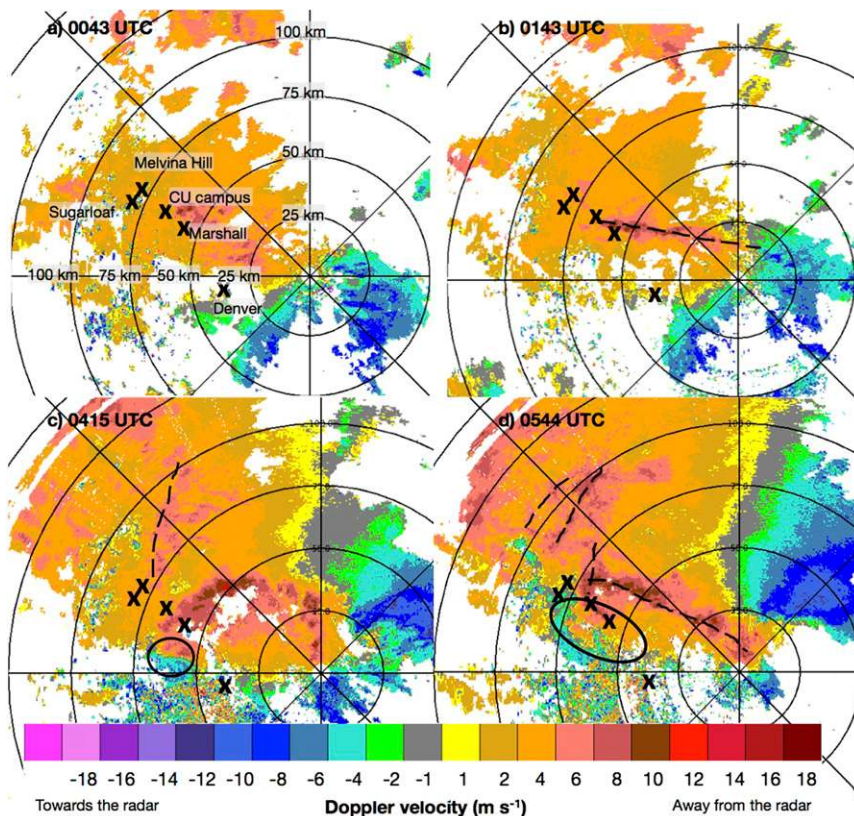 a) 0043 UTC
100 km
75 km
50 km
25 km
Melvina Hill
Sugarloaf
CU campus
Marshall
100 km 75 km 50 km 25 km
Denver
b) 0143 UTC
c) 0415 UTC
d) 0544 UTC
-18 -16 -14 -12 -10 -8 -6 -4 -2 -1 1 2 4 6 8 10 12 14 16 18
Towards the radar Doppler velocity (m s⁻¹) Away from the radar